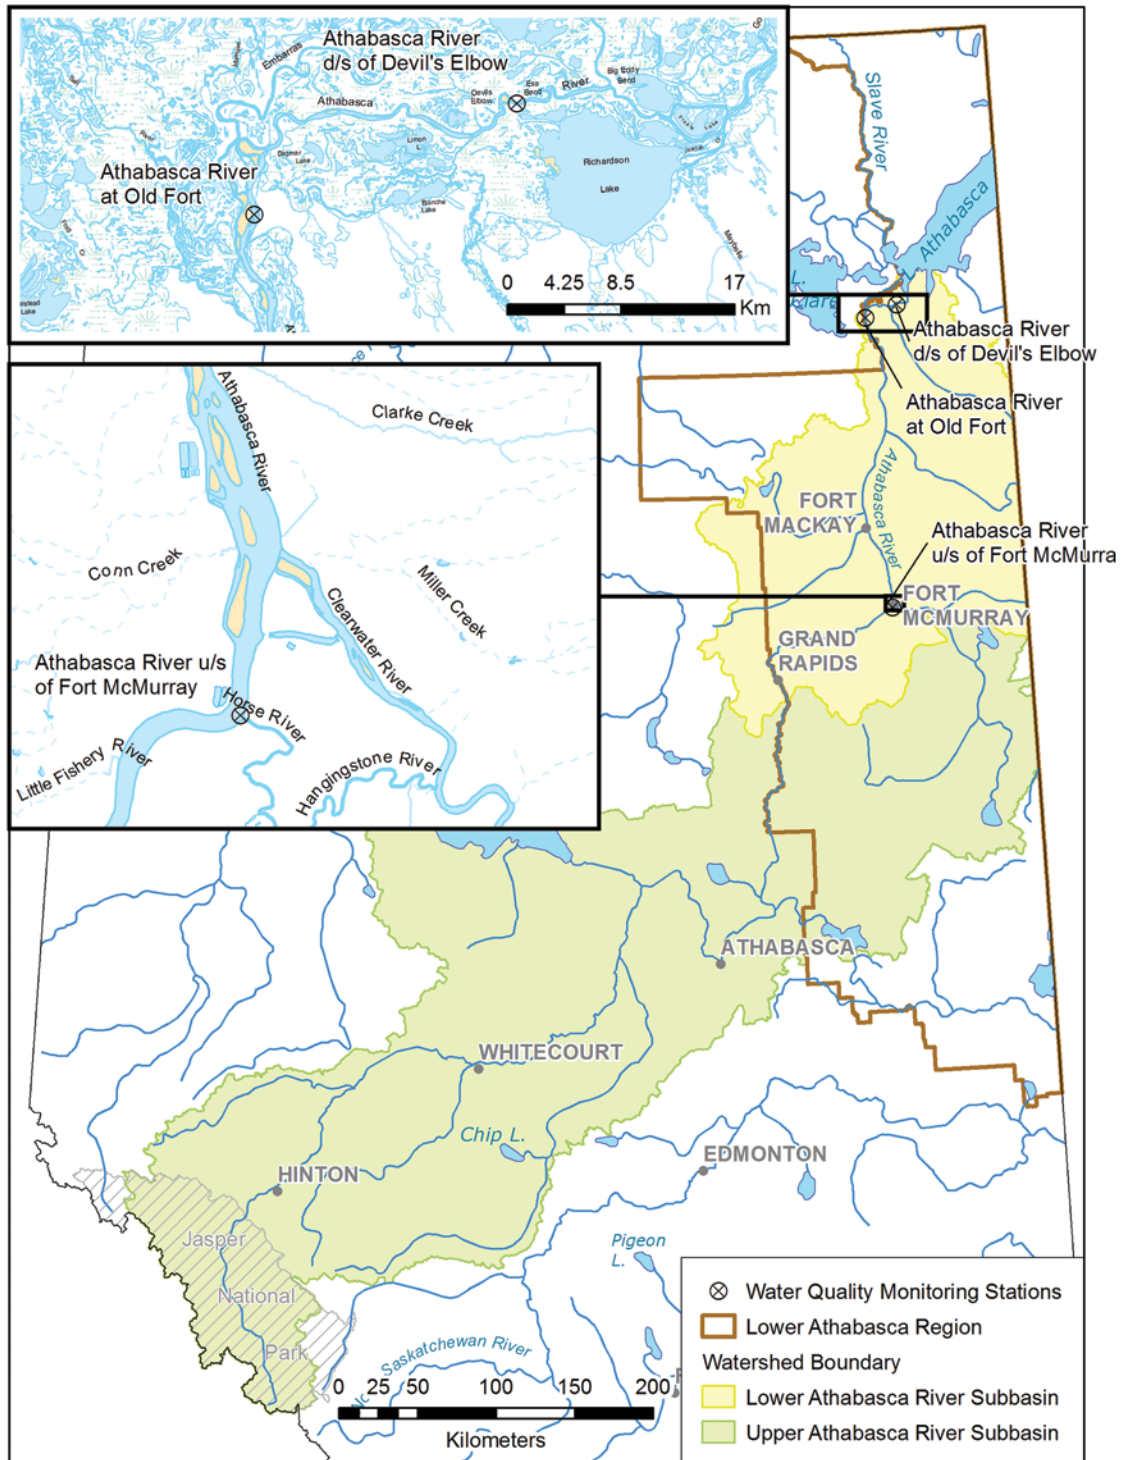 Athabasca River
d/s of Devil's Elbow
Embarras
Athabasca
Devils
Elbow
Ess
Bend
River
Big Eddy
Bend
Limon
L.
Dagmar
Lake
Richardson
Lake
Blanche
Lake
Maybelle
River
Athabasca River
at Old Fort
Lake
0 4.25 8.5 17
Km
Slave River
L. Athabasca
L.
Athabasca River
d/s of Devil's Elbow
Athabasca River
at Old Fort
Athabasca River
Clarke Creek
Conn Creek
Miller Creek
Clearwater River
Athabasca River u/s
of Fort McMurray
Horse River
Little Fishery River
Hangingstone River
FORT
MACKAY
Athabasca River
Athabasca River
u/s of Fort McMurra
FORT
MCMURRAY
GRAND
RAPIDS
ATHABASCA
WHITECOURT
Chip L.
EDMONTON
HINTON
Jasper
National
Park
Pigeon
L.
Saskatchewan River
0 25 50 100 150 200
Kilometers
Water Quality Monitoring Stations
Lower Athabasca Region
Watershed Boundary
Lower Athabasca River Subbasin
Upper Athabasca River Subbasin